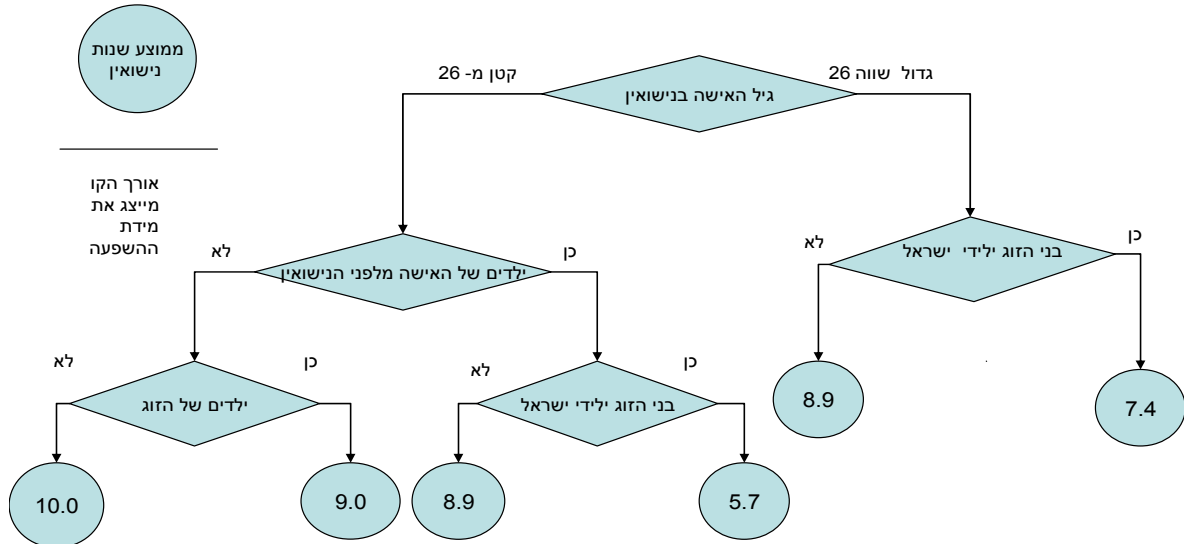 ממוצע שנות
נישואין
אורך הקו
מייצג את
מידת
ההשפעה
גדול שווה 26
קטן מ- 26
גיל האישה בנישואין
כן
לא
בני הזוג ילידי ישראל
כן
לא
ילדים של האישה מלפני הנישואין
7.4
8.9
כן
לא
בני הזוג ילידי ישראל
כן
לא
ילדים של הזוג
5.7
8.9
9.0
10.0